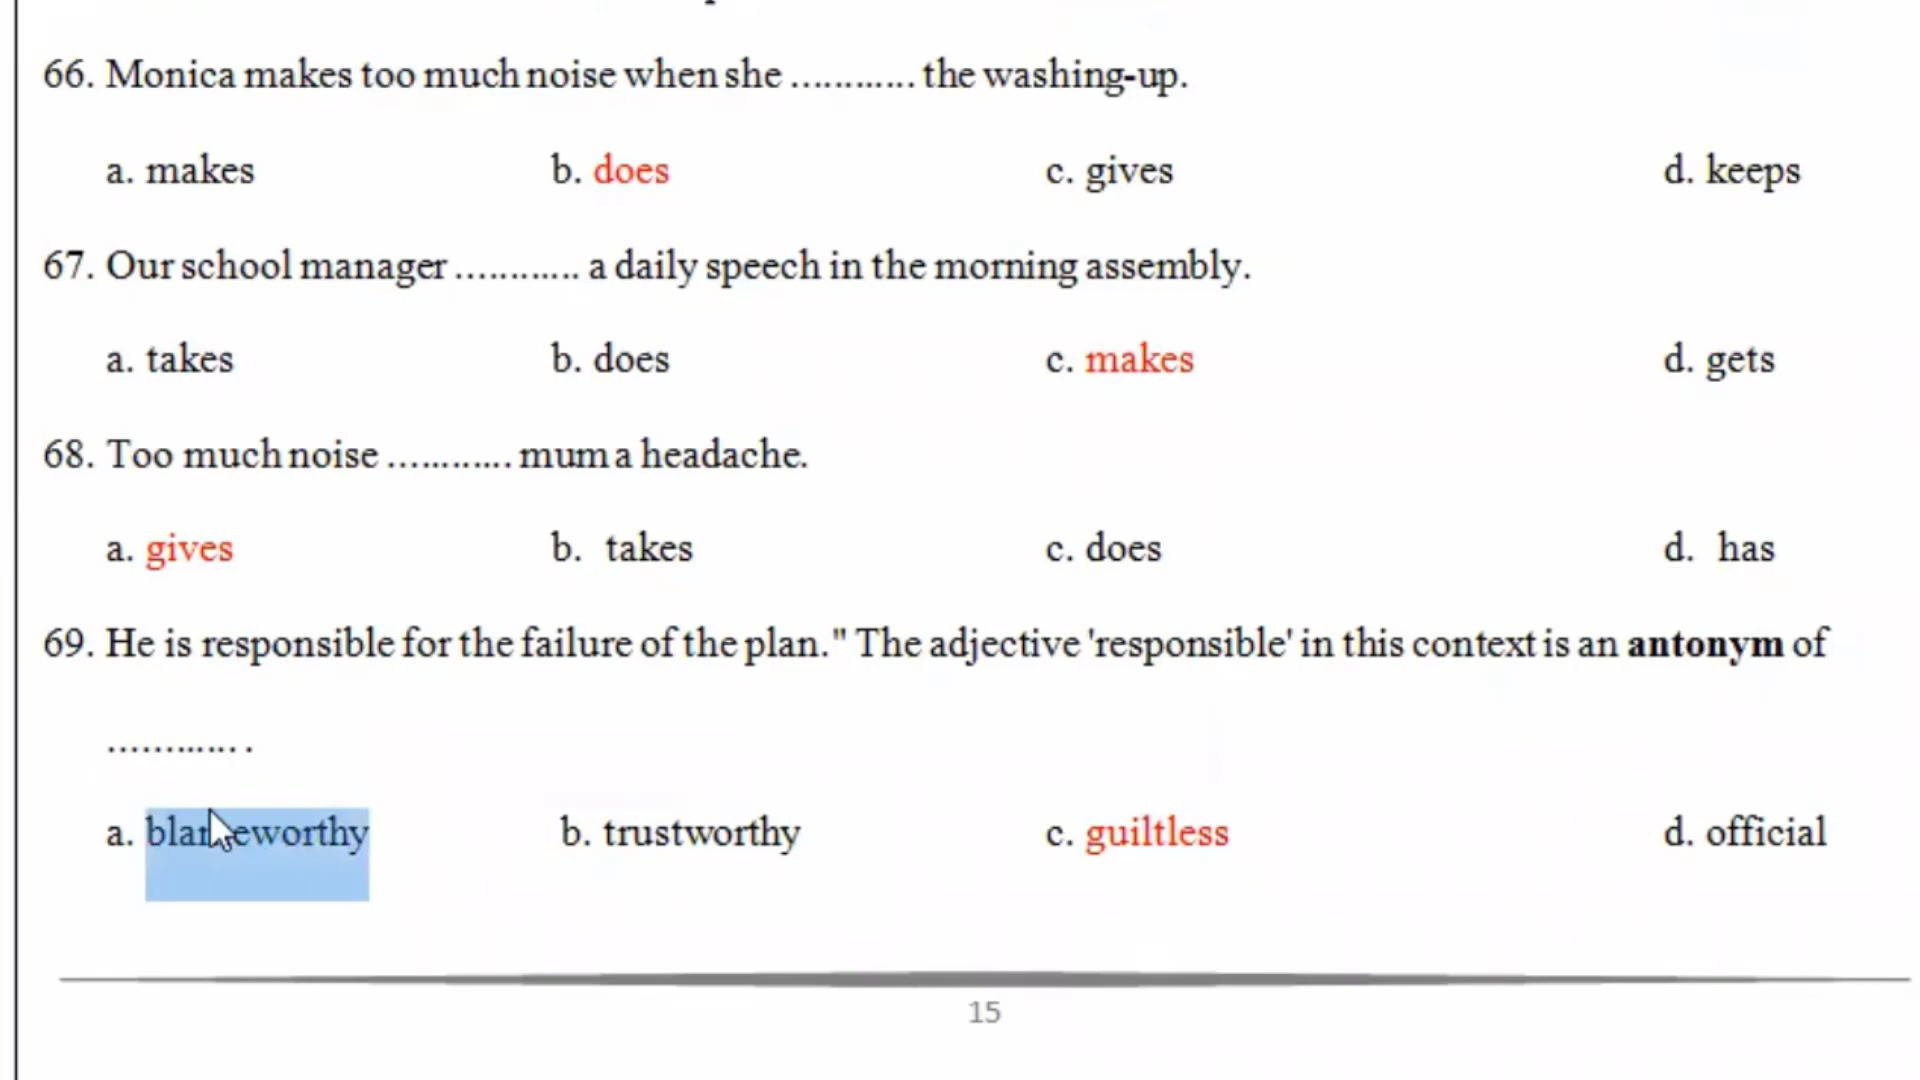 66. Monica makes too much noise when she ............ the washing-up.
a. makes b. does c. gives d. keeps
67. Our school manager ............ a daily speech in the morning assembly.
a. takes b. does c. makes d. gets
68. Too much noise ............ mum a headache.
a. gives b. takes c. does d. has
69. He is responsible for the failure of the plan." The adjective 'responsible' in this context is an antonym of
............ .
a. blameworthy b. trustworthy c. guiltless d. official
15